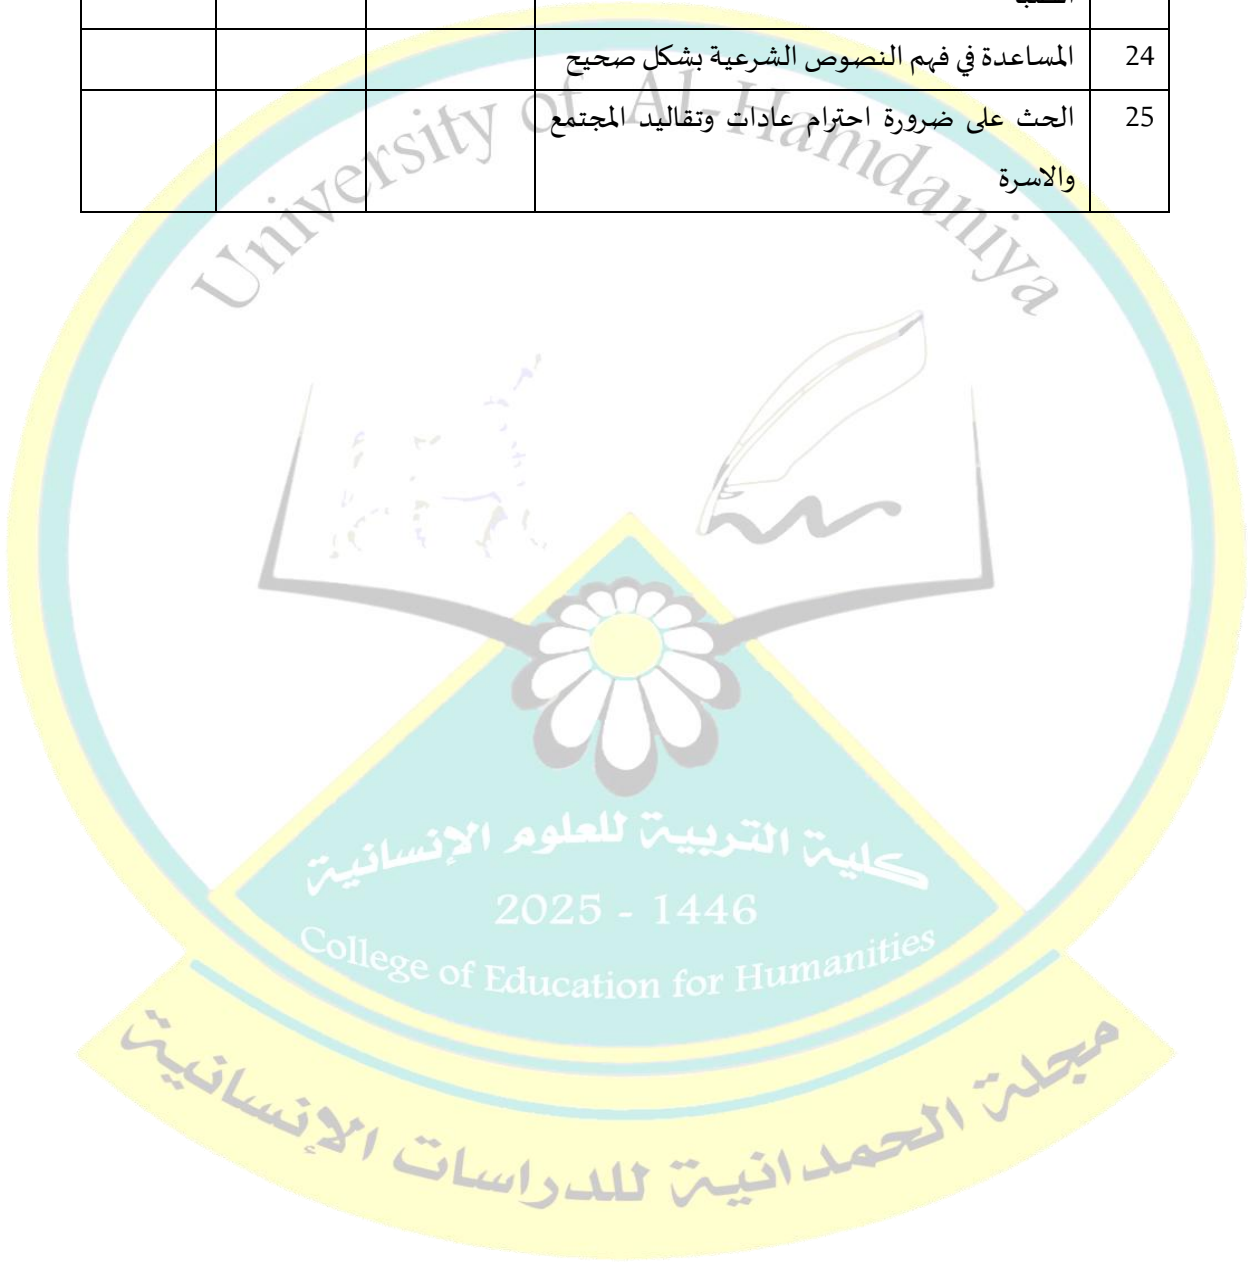 24 المساعدة في فهم النصوص الشرعية بشكل صحيح
25 الحث على ضرورة احترام عادات وتقاليد المجتمع
والاسرة
University of Al-Hamdaniya
كلية التربية للعلوم الإنسانية
2025 - 1446
College of Education for Humanities
مجلة الحمدانية للدراسات الإنسانية